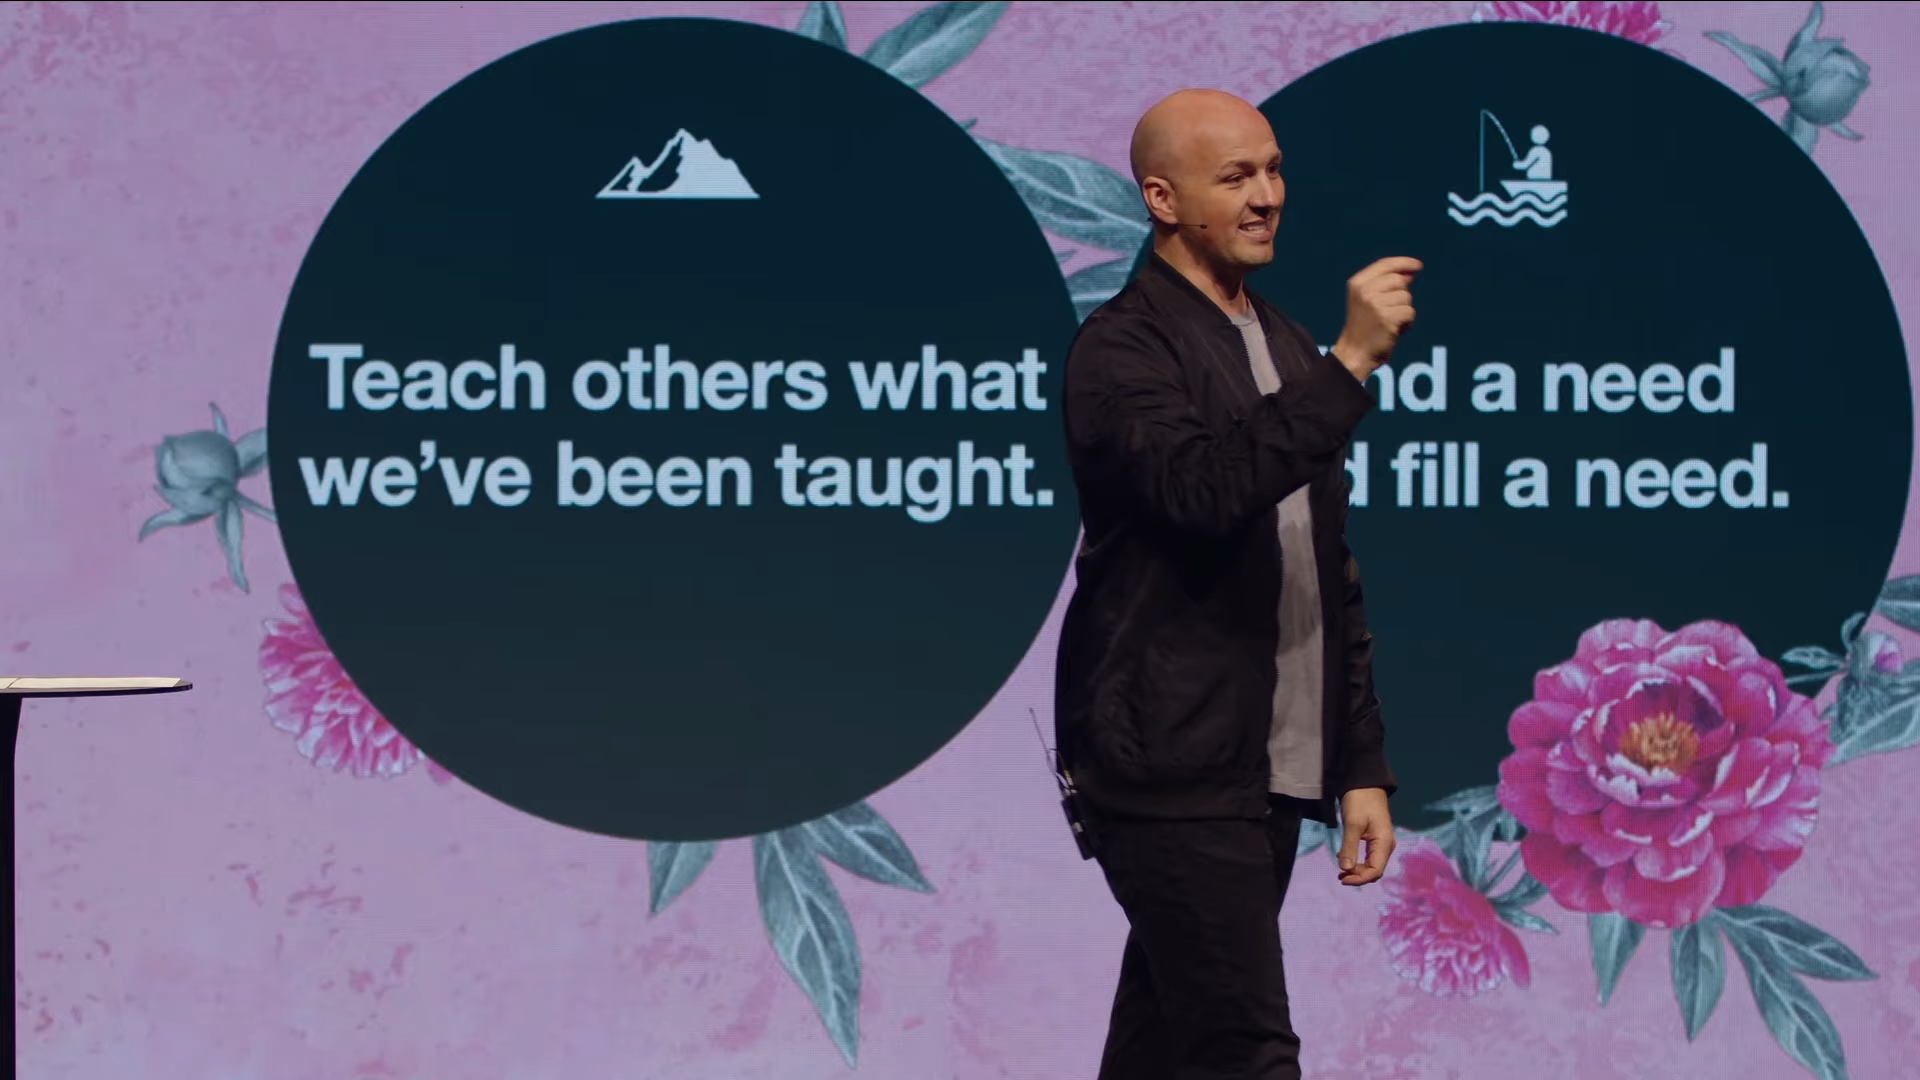 Teach others what
we've been taught.
a need
fill a need.